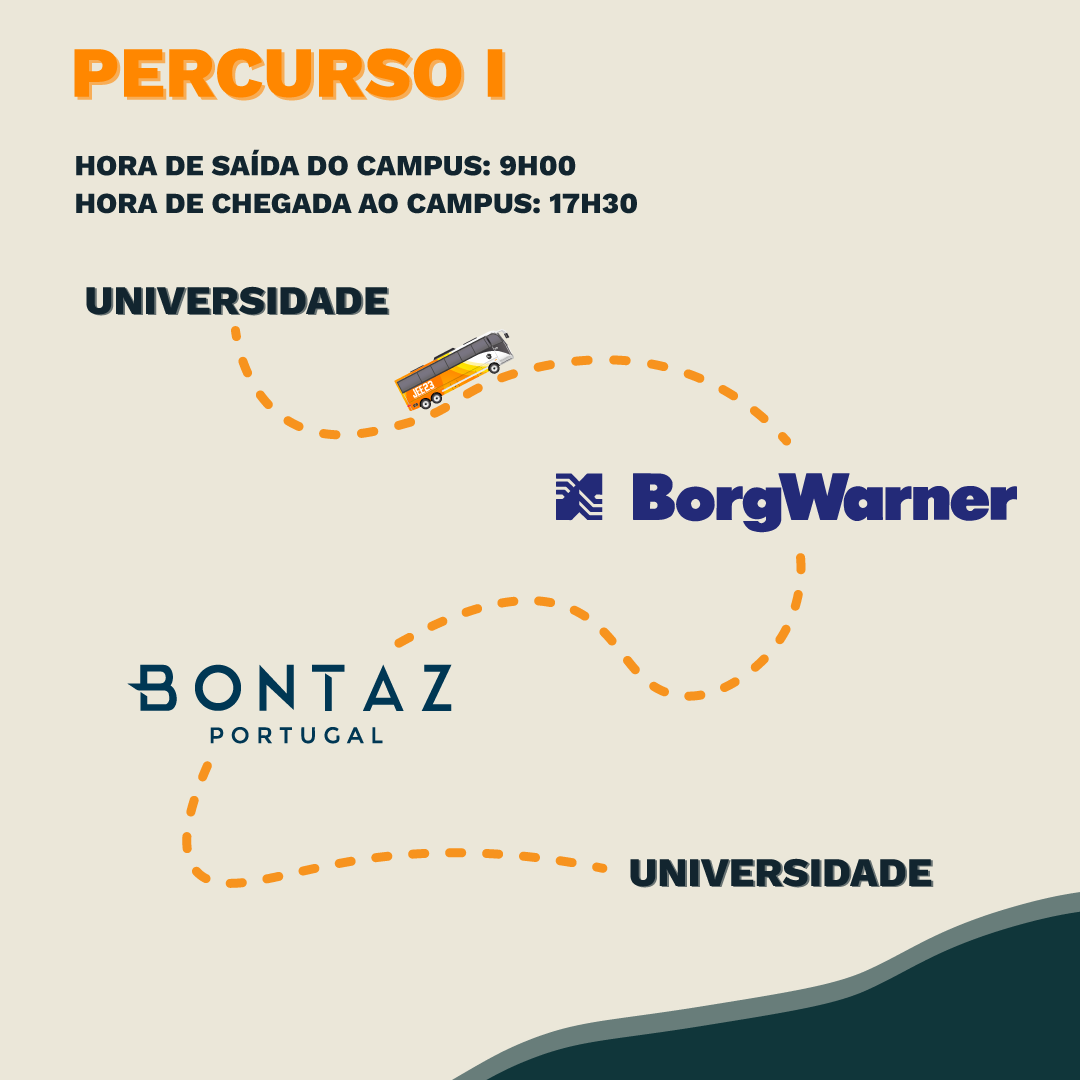 PERCURSO I
HORA DE SAÍDA DO CAMPUS: 9H00
HORA DE CHEGADA AO CAMPUS: 17H30
UNIVERSIDADE
JEE23
BorgWarner
BONTAZ
PORTUGAL
UNIVERSIDADE